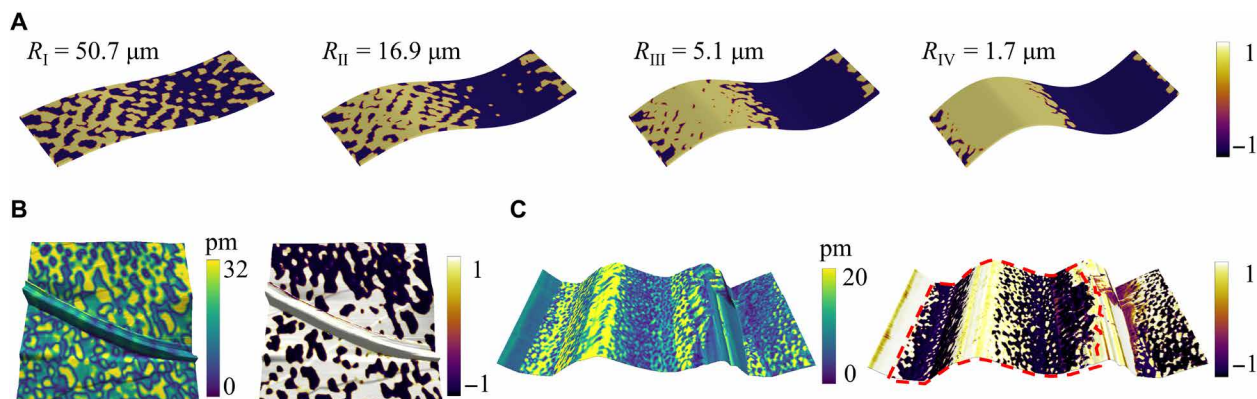 A
R_I = 50.7 μm
R_II = 16.9 μm
R_III = 5.1 μm
R_IV = 1.7 μm
1
−1
B
pm
32
0
1
−1
C
20
pm
0
1
−1